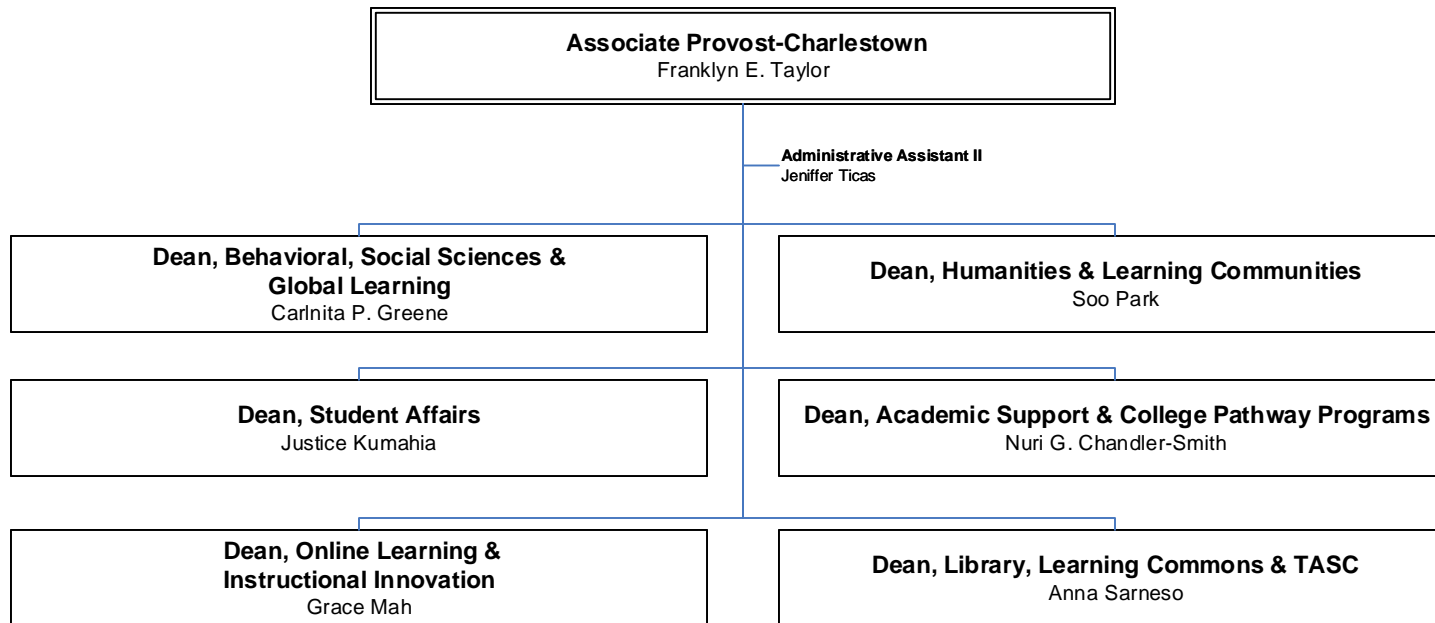 Associate Provost-Charlestown
Franklyn E. Taylor
Administrative Assistant II
Jeniffer Ticas
Dean, Behavioral, Social Sciences &
Global Learning
Carlnita P. Greene
Dean, Humanities & Learning Communities
Soo Park
Dean, Student Affairs
Justice Kumahia
Dean, Academic Support & College Pathway Programs
Nuri G. Chandler-Smith
Dean, Online Learning &
Instructional Innovation
Grace Mah
Dean, Library, Learning Commons & TASC
Anna Sarneso